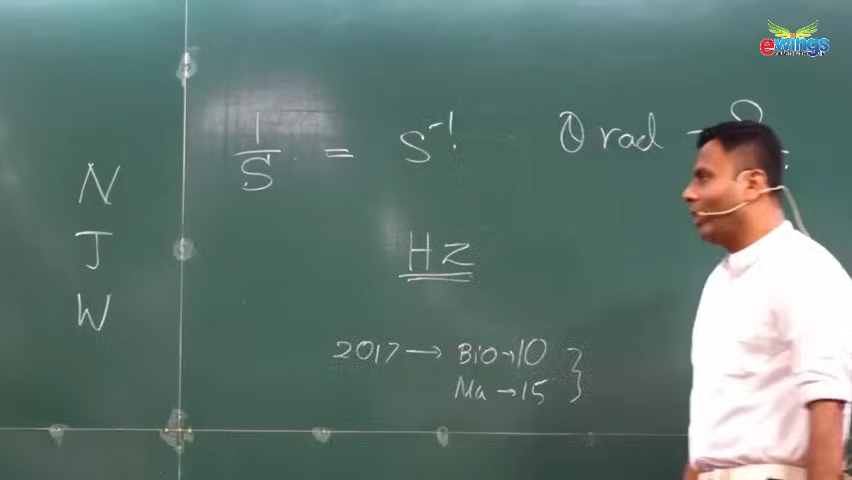 ewings
1/S = S⁻¹
θ rad
N
J
W
Hz
2017 → Bio → 10
Ma → 15